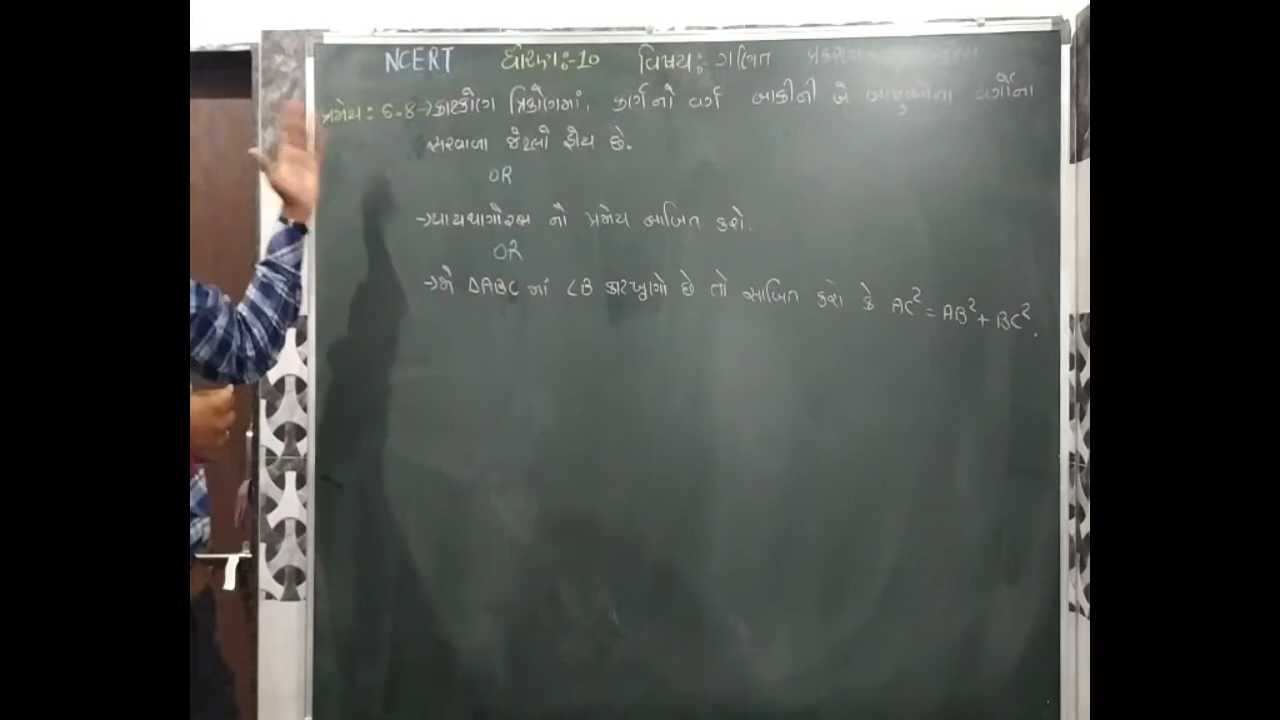 NCERT ધોરણ:-10 વિષય:- ગણિત
પ્રમેય: 6.8 → કાટકોણ ત્રિકોણમાં, કર્ણનો વર્ગ બાકીની બે બાજુઓના વર્ગોના
સરવાળા જેટલો હોય છે.
OR
→ પાયથાગોરસ નો પ્રમેય સાબિત કરો.
OR
→ જો ΔABC માં ∠B કાટખૂણો છે તો સાબિત કરો કે AC² = AB² + BC².